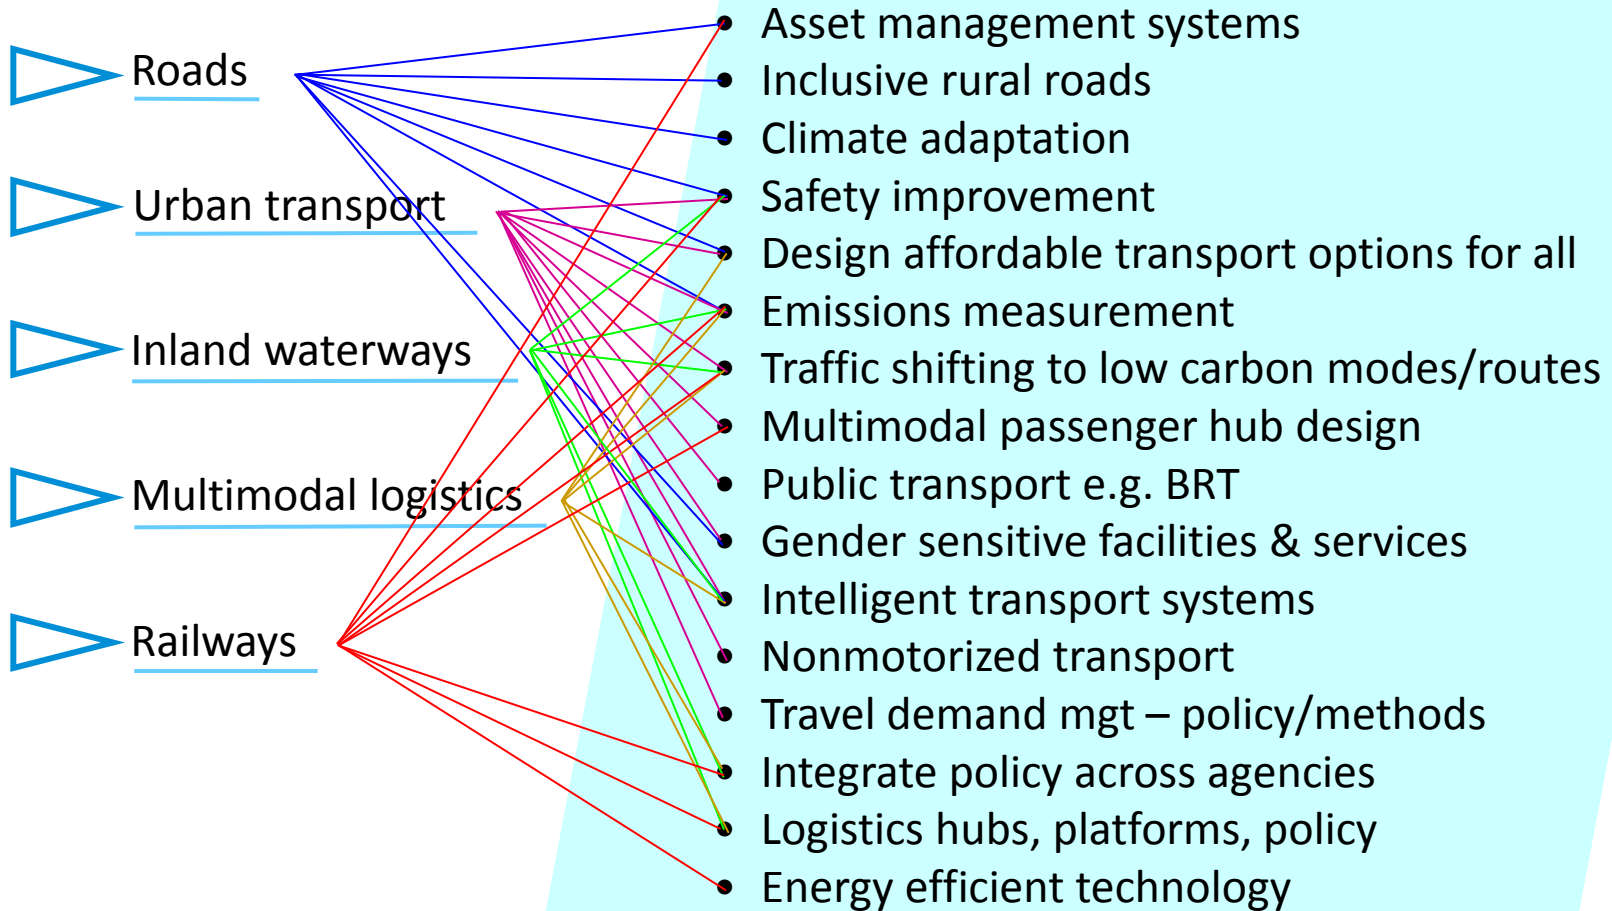 Roads
Urban transport
Inland waterways
Multimodal logistics
Railways
Asset management systems
Inclusive rural roads
Climate adaptation
Safety improvement
Design affordable transport options for all
Emissions measurement
Traffic shifting to low carbon modes/routes
Multimodal passenger hub design
Public transport e.g. BRT
Gender sensitive facilities & services
Intelligent transport systems
Nonmotorized transport
Travel demand mgt – policy/methods
Integrate policy across agencies
Logistics hubs, platforms, policy
Energy efficient technology